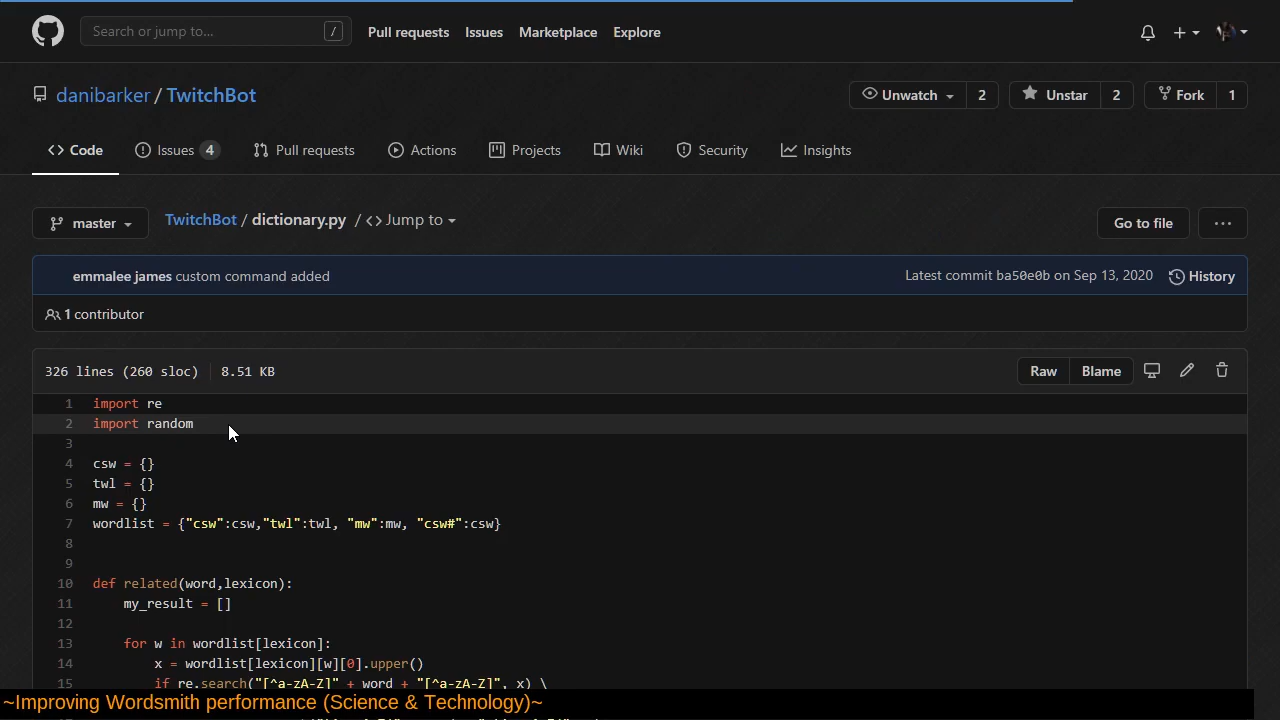 Search or jump to... /
Pull requests Issues Marketplace Explore
danibarker / TwitchBot
Unwatch 2 Unstar 2 Fork 1
Code Issues 4 Pull requests Actions Projects Wiki Security Insights
master TwitchBot / dictionary.py / <> Jump to Go to file ...
emmalee james custom command added Latest commit ba50e0b on Sep 13, 2020 History
1 contributor
326 lines (260 sloc) 8.51 KB Raw Blame
1 import re
2 import random
3
4 csw = {}
5 twl = {}
6 mw = {}
7 wordlist = {"csw":csw,"twl":twl, "mw":mw, "csw#":csw}
8
9
10 def related(word,lexicon):
11 my_result = []
12
13 for w in wordlist[lexicon]:
14 x = wordlist[lexicon][w][0].upper()
15 if re.search("[^a-zA-Z]" + word + "[^a-zA-Z]", x) \
~Improving Wordsmith performance (Science & Technology)~